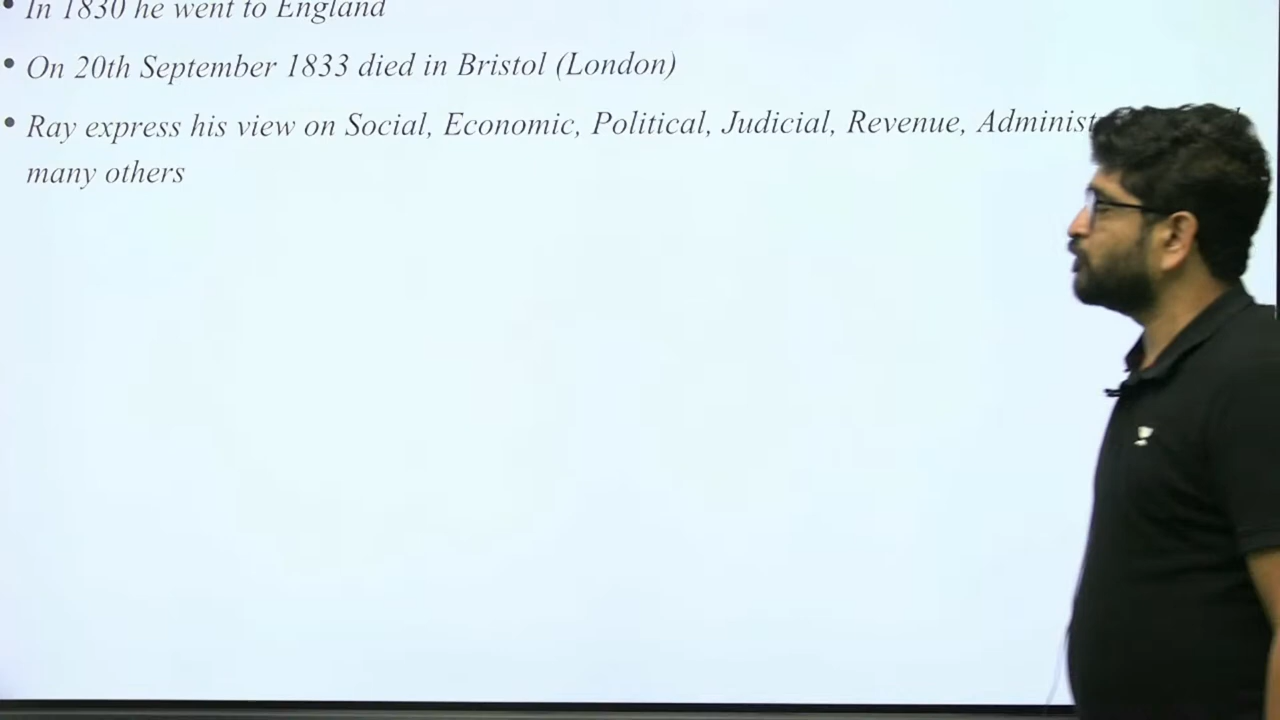 • In 1830 he went to England
• On 20th September 1833 died in Bristol (London)
• Ray express his view on Social, Economic, Political, Judicial, Revenue,
many others